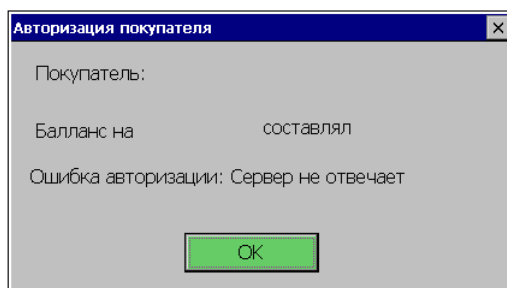 Авторизация покупателя
Покупатель:
Балланс на составлял
Ошибка авторизации: Сервер не отвечает
OK